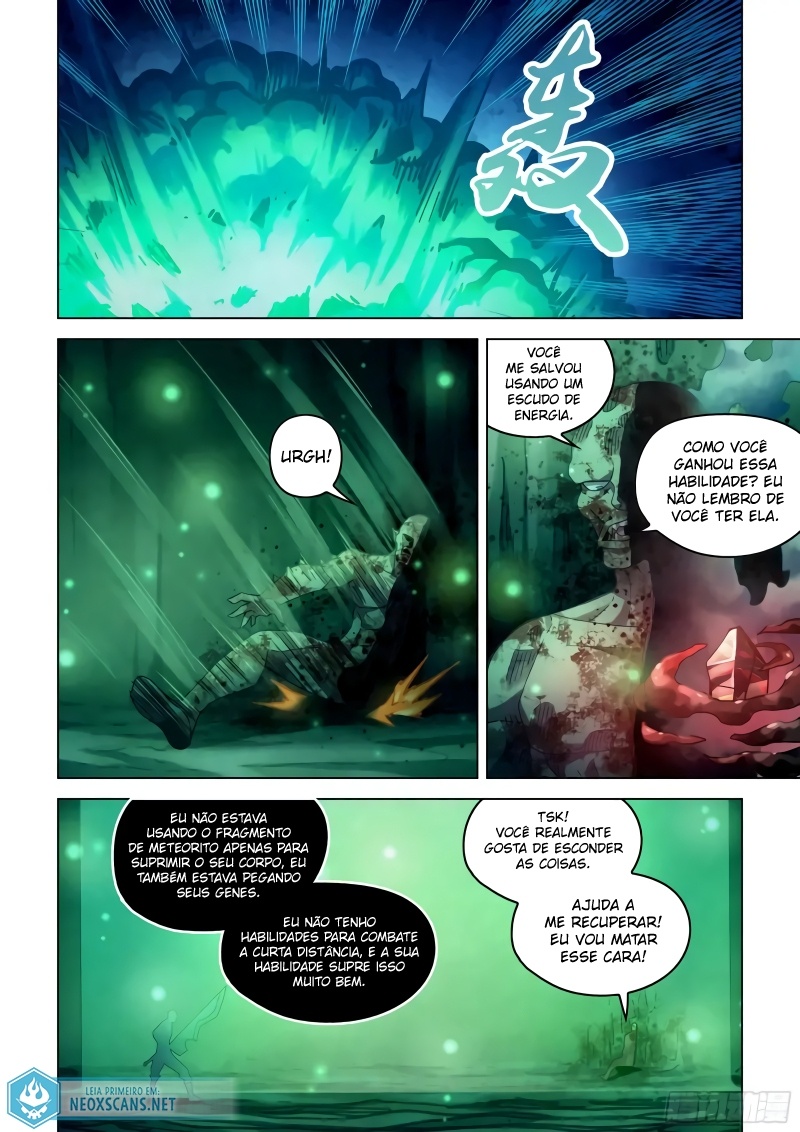 轰
URGH!
VOCÊ
ME SALVOU
USANDO UM
ESCUDO DE
ENERGIA.
COMO VOCÊ
GANHOU ESSA
HABILIDADE? EU
NÃO LEMBRO DE
VOCÊ TER ELA.
EU NÃO ESTAVA
USANDO O FRAGMENTO
DE METEORITO APENAS PARA
SUPRIMIR O SEU CORPO, EU
TAMBÉM ESTAVA PEGANDO
SEUS GENES.
EU NÃO TENHO
HABILIDADES PARA COMBATE
A CURTA DISTÂNCIA, E A SUA
HABILIDADE SUPRE ISSO
MUITO BEM.
TSK!
VOCÊ REALMENTE
GOSTA DE ESCONDER
AS COISAS.
AJUDA A
ME RECUPERAR!
EU VOU MATAR
ESSE CARA!
LEIA PRIMEIRO EM:
NEOXSCANS.NET